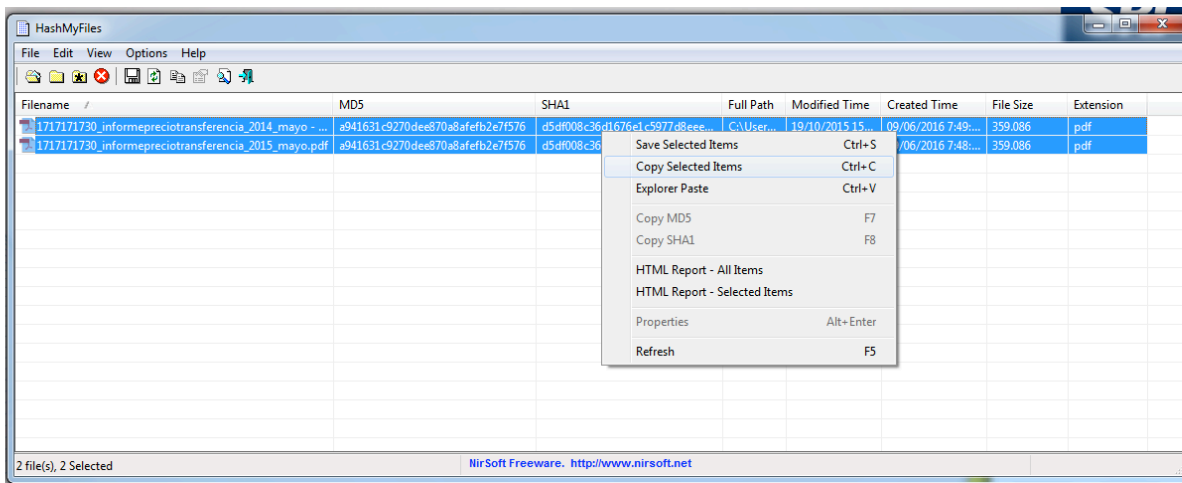 HashMyFiles
File Edit View Options Help
Filename / MD5 SHA1 Full Path Modified Time Created Time File Size Extension
1717171730_informepreciotransferencia_2014_mayo - ... a941631c9270dee870a8afefb2e7f576 d5df008c36d1676e1c5977d8eee... C:\User... 19/10/2015 15... 09/06/2016 7:49:... 359.086 pdf
1717171730_informepreciotransferencia_2015_mayo.pdf a941631c9270dee870a8afefb2e7f576 d5df008c36 /06/2016 7:48:... 359.086 pdf
Save Selected Items Ctrl+S
Copy Selected Items Ctrl+C
Explorer Paste Ctrl+V
Copy MD5 F7
Copy SHA1 F8
HTML Report - All Items
HTML Report - Selected Items
Properties Alt+Enter
Refresh F5
2 file(s), 2 Selected NirSoft Freeware. http://www.nirsoft.net